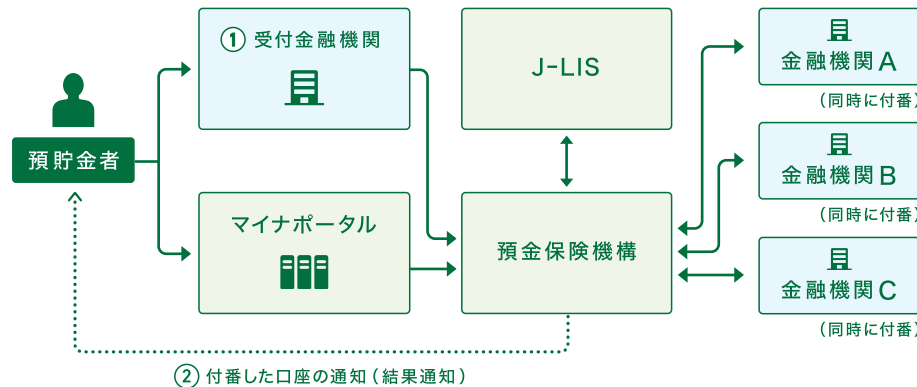 ① 受付金融機関
J-LIS
金融機関 A
(同時に付番)
預貯金者
マイナポータル
預金保険機構
金融機関 B
(同時に付番)
金融機関 C
(同時に付番)
② 付番した口座の通知（結果通知）